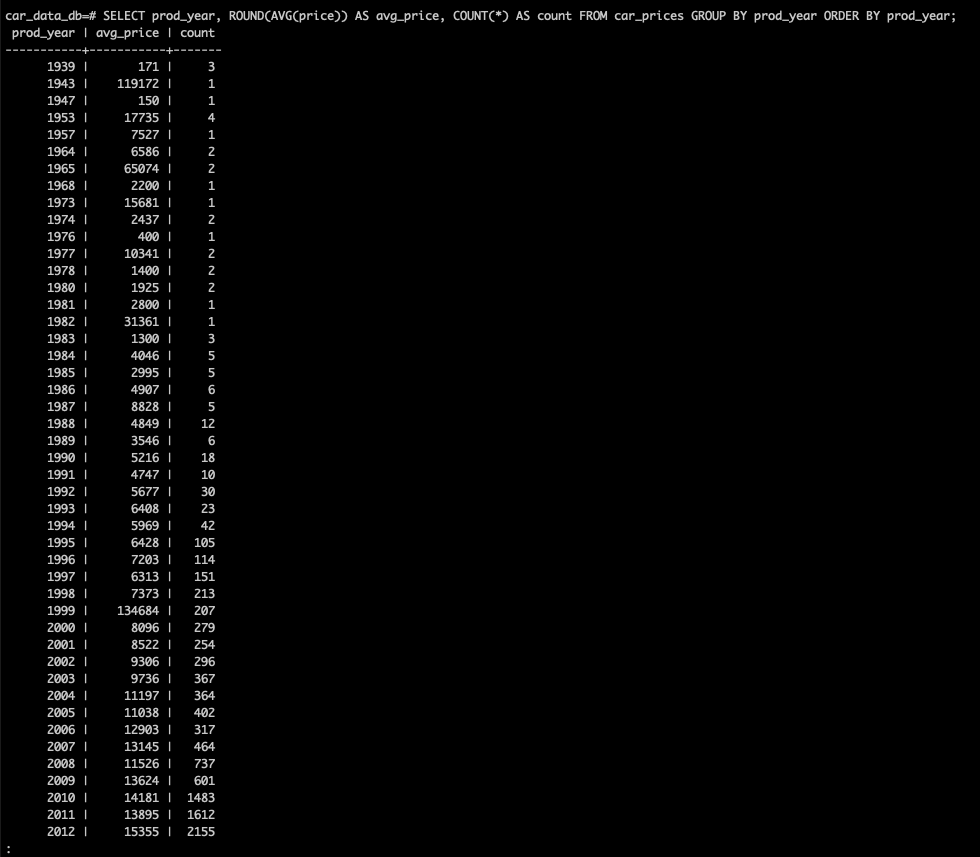 car_data_db=# SELECT prod_year, ROUND(AVG(price)) AS avg_price, COUNT(*) AS count FROM car_prices GROUP BY prod_year ORDER BY prod_year;
 prod_year | avg_price | count
-----------+-----------+-------
      1939 |       171 |     3
      1943 |    119172 |     1
      1947 |       150 |     1
      1953 |     17735 |     4
      1957 |      7527 |     1
      1964 |      6586 |     2
      1965 |     65074 |     2
      1968 |      2200 |     1
      1973 |     15681 |     1
      1974 |      2437 |     2
      1976 |       400 |     1
      1977 |     10341 |     2
      1978 |      1400 |     2
      1980 |      1925 |     2
      1981 |      2800 |     1
      1982 |     31361 |     1
      1983 |      1300 |     3
      1984 |      4046 |     5
      1985 |      2995 |     5
      1986 |      4907 |     6
      1987 |      8828 |     5
      1988 |      4849 |    12
      1989 |      3546 |     6
      1990 |      5216 |    18
      1991 |      4747 |    10
      1992 |      5677 |    30
      1993 |      6408 |    23
      1994 |      5969 |    42
      1995 |      6428 |   105
      1996 |      7203 |   114
      1997 |      6313 |   151
      1998 |      7373 |   213
      1999 |    134684 |   207
      2000 |      8096 |   279
      2001 |      8522 |   254
      2002 |      9306 |   296
      2003 |      9736 |   367
      2004 |     11197 |   364
      2005 |     11038 |   402
      2006 |     12903 |   317
      2007 |     13145 |   464
      2008 |     11526 |   737
      2009 |     13624 |   601
      2010 |     14181 |  1483
      2011 |     13895 |  1612
      2012 |     15355 |  2155
: